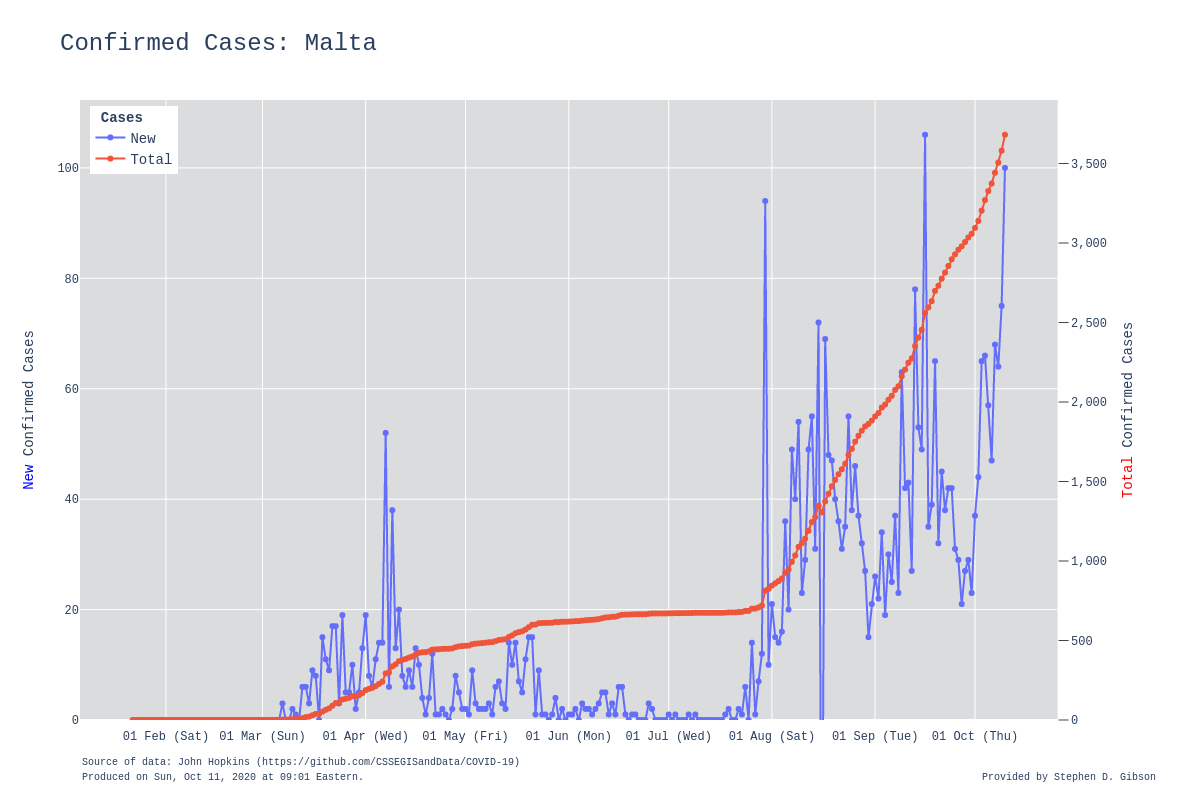 Confirmed Cases: Malta
Cases
New
Total
100
80
60
40
20
0
3,500
3,000
2,500
2,000
1,500
1,000
500
0
New Confirmed Cases
Total Confirmed Cases
01 Feb (Sat) 01 Mar (Sun) 01 Apr (Wed) 01 May (Fri) 01 Jun (Mon) 01 Jul (Wed) 01 Aug (Sat) 01 Sep (Tue) 01 Oct (Thu)
Source of data: John Hopkins (https://github.com/CSSEGISandData/COVID-19)
Produced on Sun, Oct 11, 2020 at 09:01 Eastern.
Provided by Stephen D. Gibson